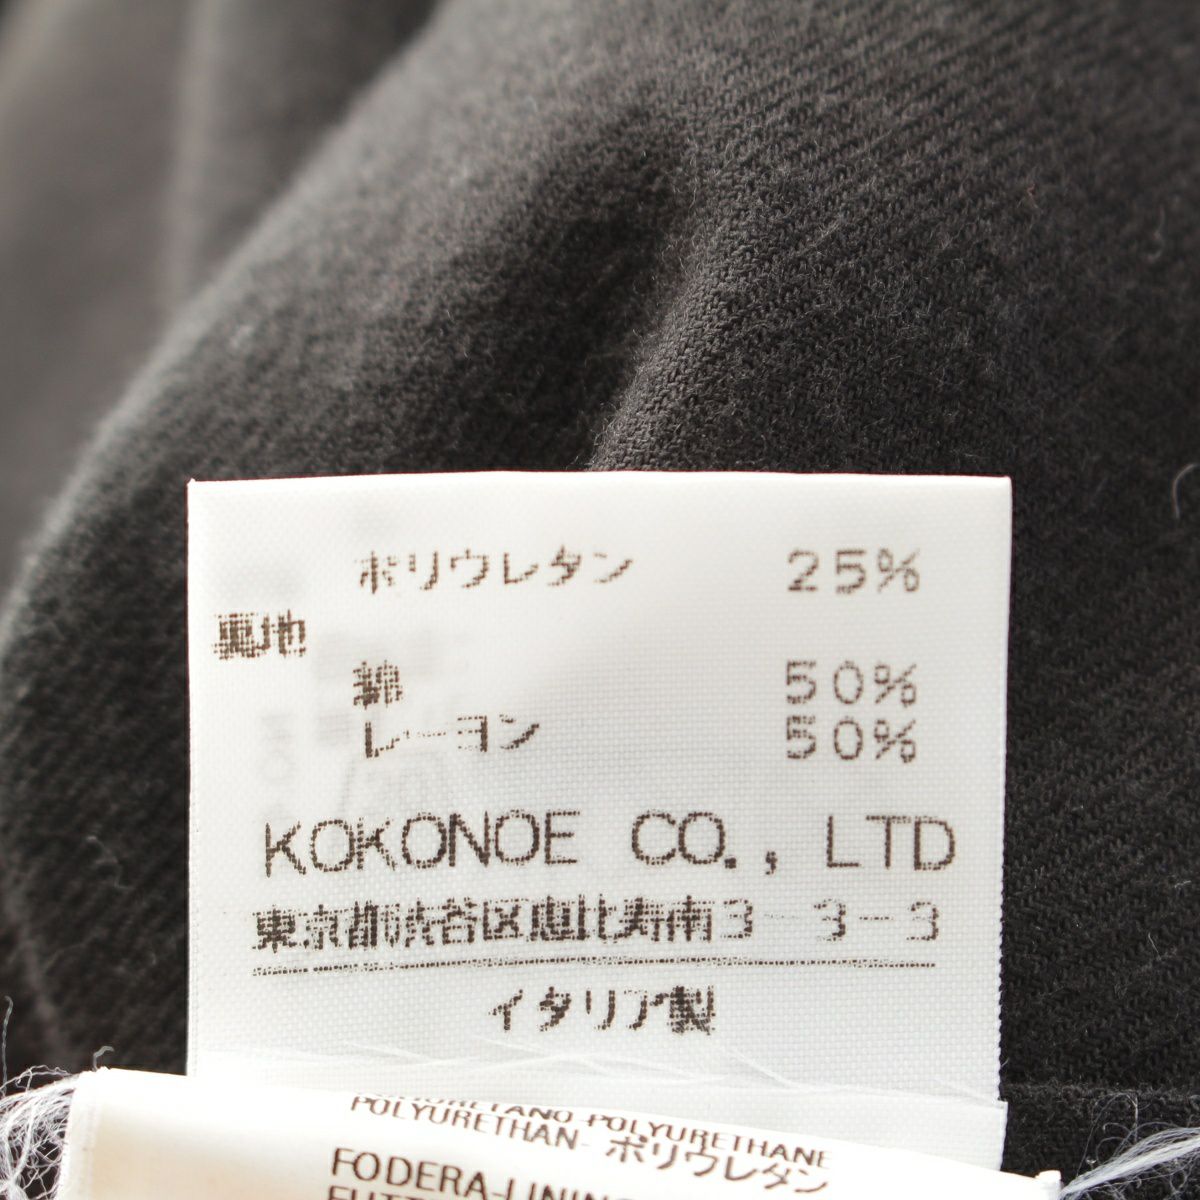 ポリウレタン 25%
裏地
綿 50%
レーヨン 50%
KOKONOE CO., LTD
東京都渋谷区恵比寿南3-3-3
イタリア製
POLYURETHANE
POLYURETHAN- ポリウレタン
FODERA-LINING